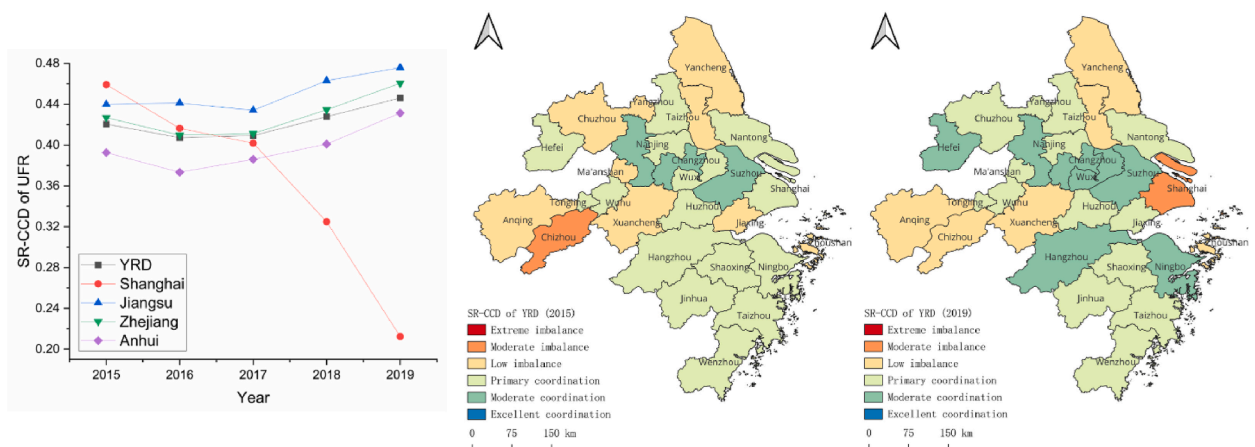 SR-CCD of UFR
0.48
0.44
0.40
0.36
0.32
0.28
0.24
0.20
YRD
Shanghai
Jiangsu
Zhejiang
Anhui
2015 2016 2017 2018 2019
Year
Yancheng
Yangzhou
Chuzhou
Taizhou
Nantong
Hefei
Nanjing
Changzhou
Suzhou
Ma'anshan
Wuxi
Shanghai
Tongling
Wuhu
Huzhou
Anqing
Xuancheng
Jiaxing
Chizhou
Zhoushan
Hangzhou
Shaoxing
Ningbo
Jinhua
Taizhou
Wenzhou
SR-CCD of YRD (2015)
Extreme imbalance
Moderate imbalance
Low imbalance
Primary coordination
Moderate coordination
Excellent coordination
0 75 150 km
Yancheng
Yangzhou
Chuzhou
Taizhou
Nantong
Hefei
Nanjing
Changzhou
Suzhou
Ma'anshan
Wuxi
Shanghai
Tongling
Wuhu
Huzhou
Anqing
Xuancheng
Jiaxing
Chizhou
Zhoushan
Hangzhou
Shaoxing
Ningbo
Jinhua
Taizhou
Wenzhou
SR-CCD of YRD (2019)
Extreme imbalance
Moderate imbalance
Low imbalance
Primary coordination
Moderate coordination
Excellent coordination
0 75 150 km